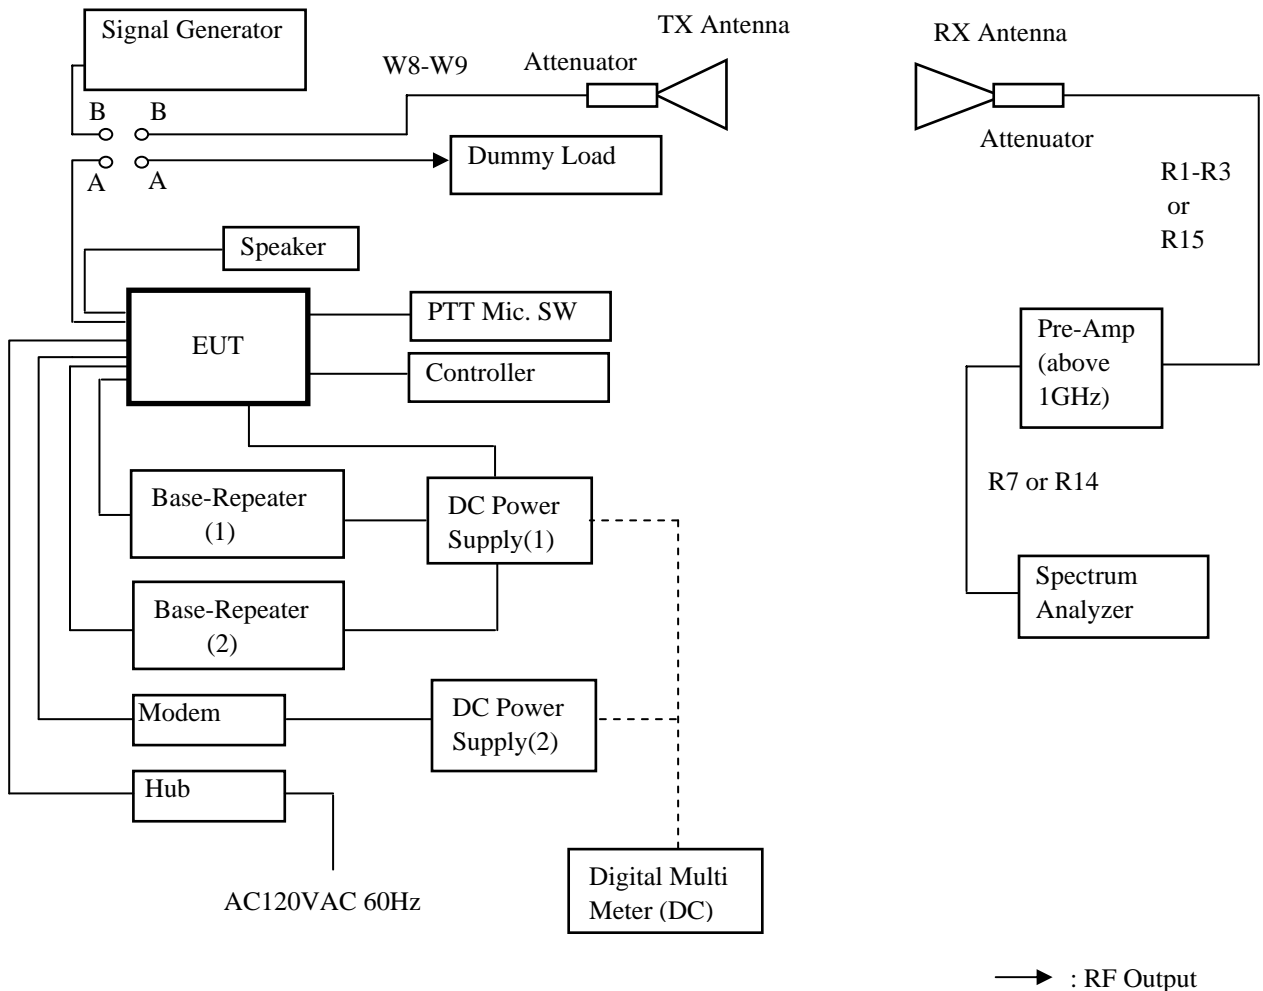 Signal Generator
TX Antenna
RX Antenna
W8-W9
Attenuator
B
B
A
A
Dummy Load
Attenuator
R1-R3
or
R15
Speaker
EUT
PTT Mic. SW
Controller
Pre-Amp
(above
1GHz)
R7 or R14
Base-Repeater
(1)
DC Power
Supply(1)
Spectrum
Analyzer
Base-Repeater
(2)
Modem
DC Power
Supply(2)
Hub
AC120VAC 60Hz
Digital Multi
Meter (DC)
: RF Output